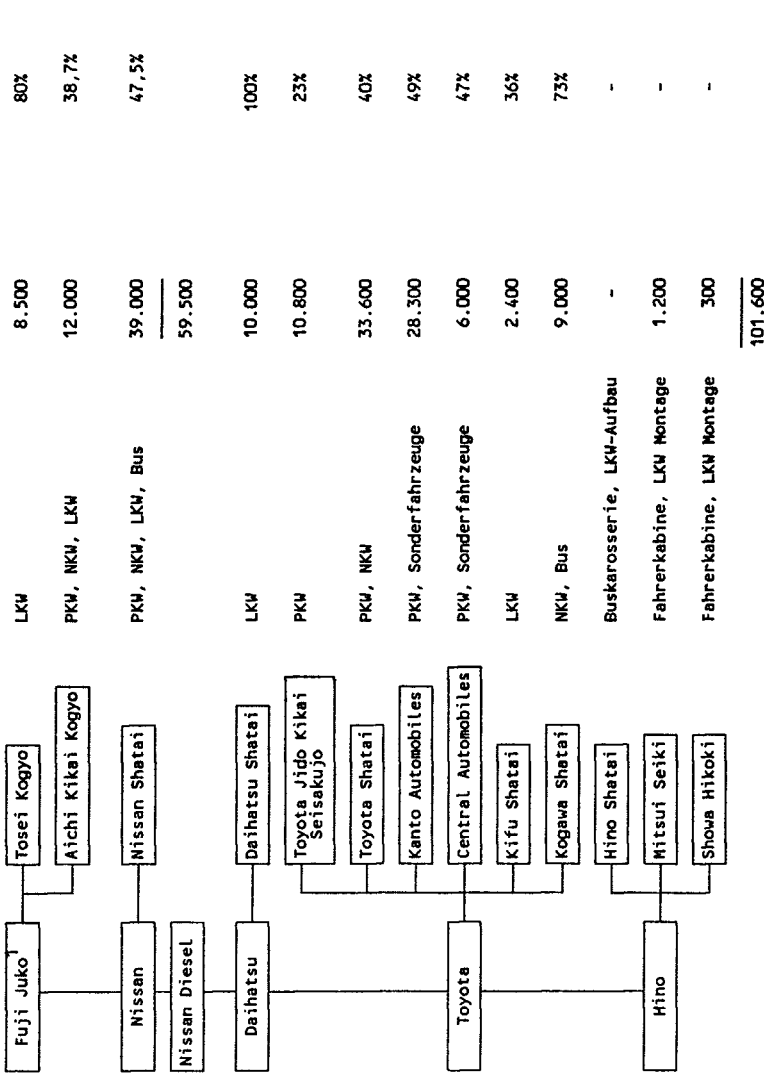 Fuji Juko1
Tosei Kogyo LKW 8.500 80%
Aichi Kikai Kogyo PKW, NKW, LKW 12.000 38,7%
Nissan Nissan Shatai PKW, NKW, LKW, Bus 39.000 47,5%
Nissan Diesel 59.500
Daihatsu Daihatsu Shatai LKW 10.000 100%
Toyota Jido Kikai PKW 10.800 23%
Seisakujo
Toyota Shatai PKW, NKW 33.600 40%
Kanto Automobiles PKW, Sonderfahrzeuge 28.300 49%
Toyota Central Automobiles PKW, Sonderfahrzeuge 6.000 47%
Kifu Shatai LKW 2.400 36%
Kogawa Shatai NKW, Bus 9.000 73%
Hino Shatai Buskarosserie, LKW-Aufbau - -
Hino Mitsui Seiki Fahrerkabine, LKW Montage 1.200 -
Showa Hikoki Fahrerkabine, LKW Montage 300 -
101.600